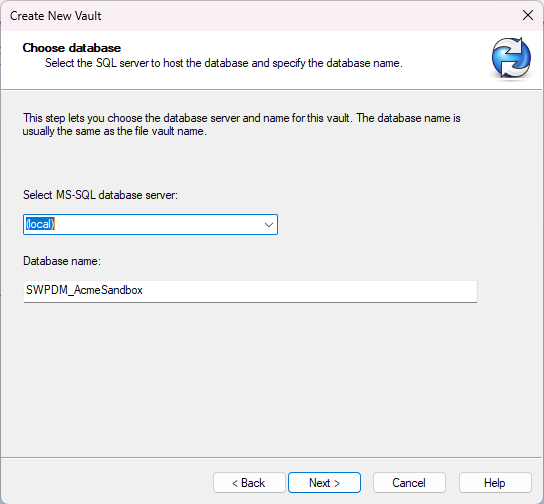 Create New Vault
Choose database
Select the SQL server to host the database and specify the database name.
This step lets you choose the database server and name for this vault. The database name is
usually the same as the file vault name.
Select MS-SQL database server:
(local)
Database name:
SWPDM_AcmeSandbox
< Back
Next >
Cancel
Help